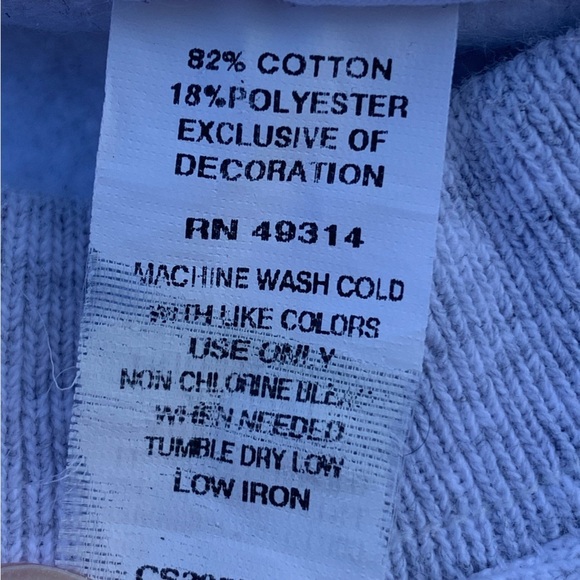 82% COTTON
18% POLYESTER
EXCLUSIVE OF
DECORATION
RN 49314
MACHINE WASH COLD
WITH LIKE COLORS
USE ONLY
NON CHLORINE
WHEN NEEDED
TUMBLE DRY LOW
LOW IRON